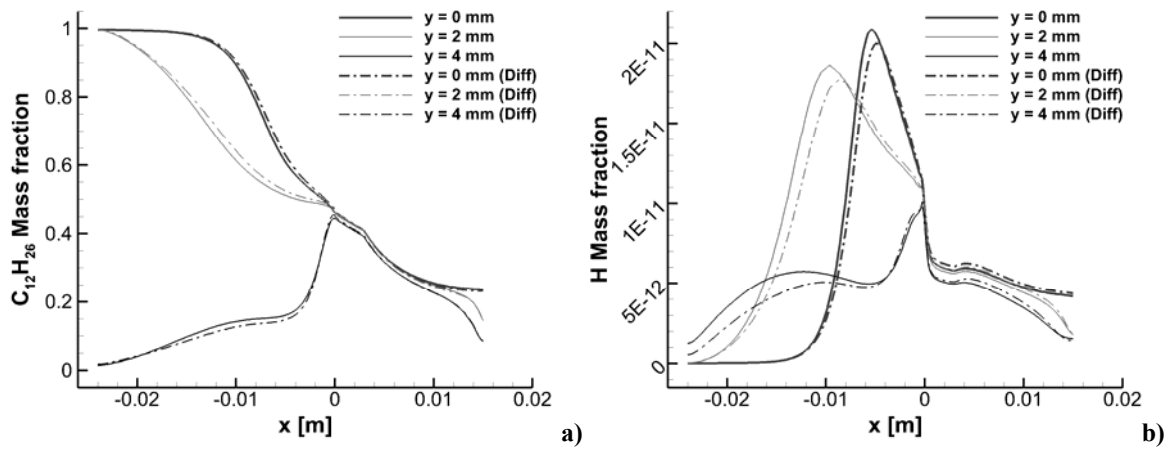 C12H26 Mass fraction
1
0.8
0.6
0.4
0.2
0
-0.02
-0.01
0
0.01
0.02
x [m]
y = 0 mm
y = 2 mm
y = 4 mm
y = 0 mm (Diff)
y = 2 mm (Diff)
y = 4 mm (Diff)
a)
H Mass fraction
2E-11
1.5E-11
1E-11
5E-12
0
-0.02
-0.01
0
0.01
0.02
x [m]
y = 0 mm
y = 2 mm
y = 4 mm
y = 0 mm (Diff)
y = 2 mm (Diff)
y = 4 mm (Diff)
b)